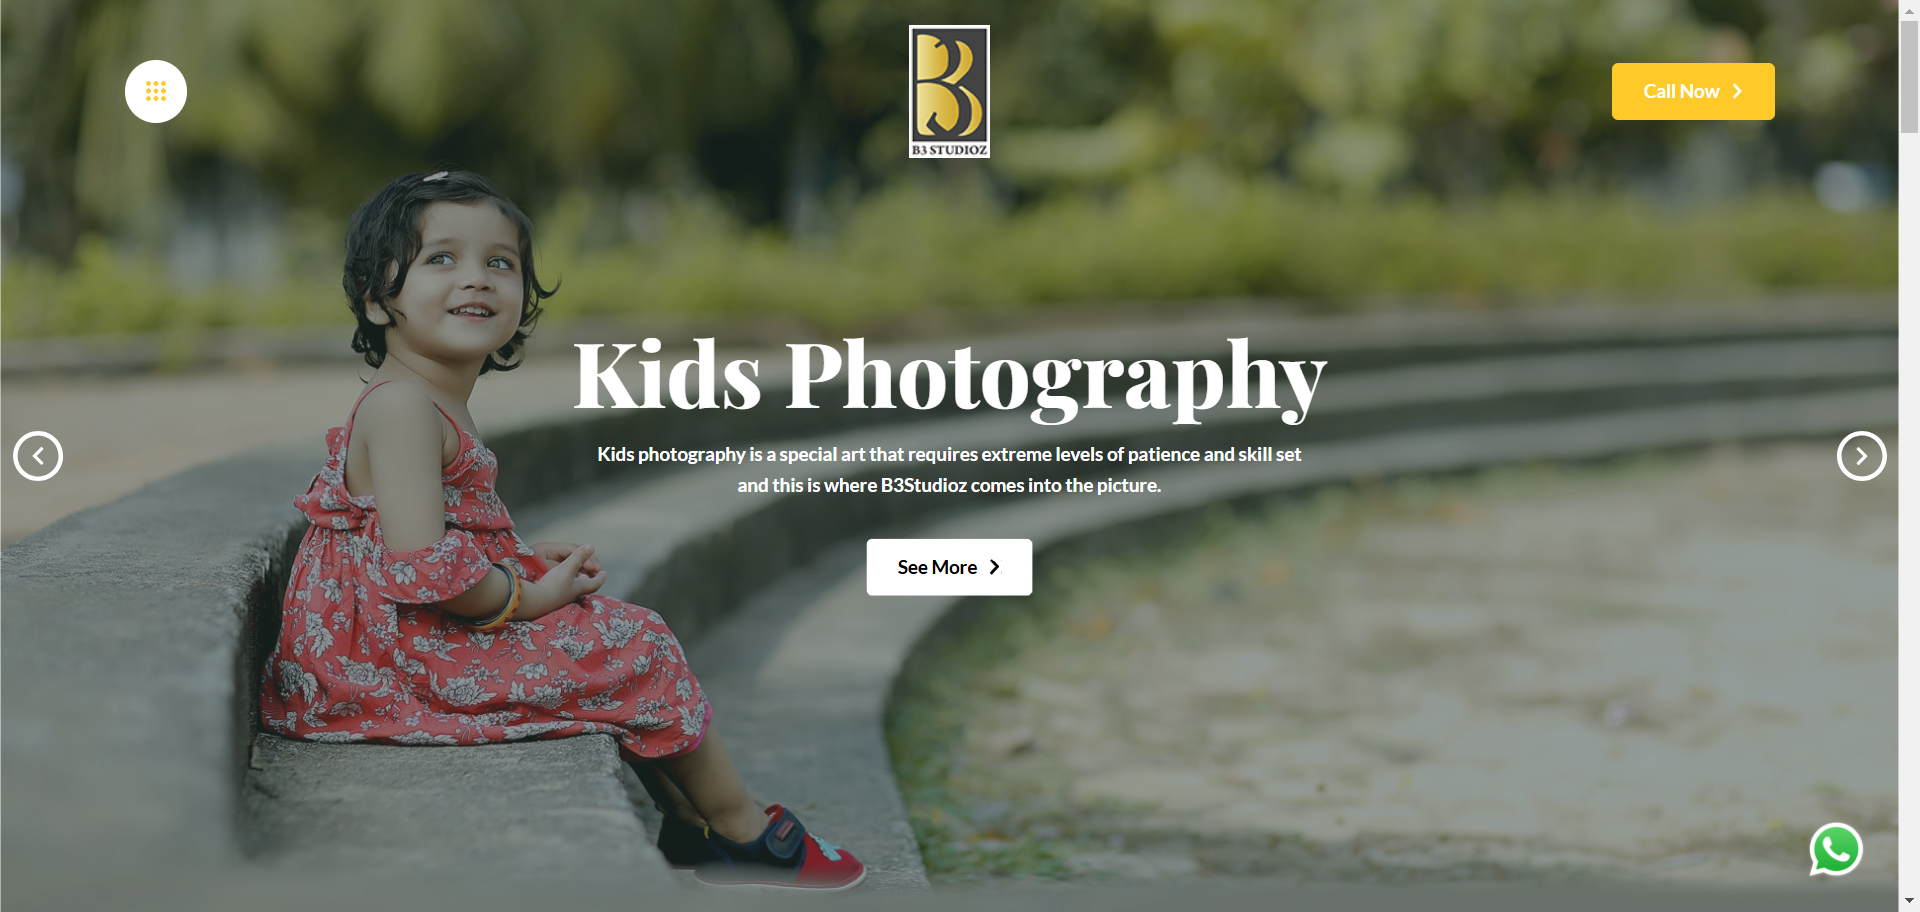 B3 STUDIOZ
Call Now
Kids Photography
Kids photography is a special art that requires extreme levels of patience and skill set
and this is where B3Studioz comes into the picture.
See More